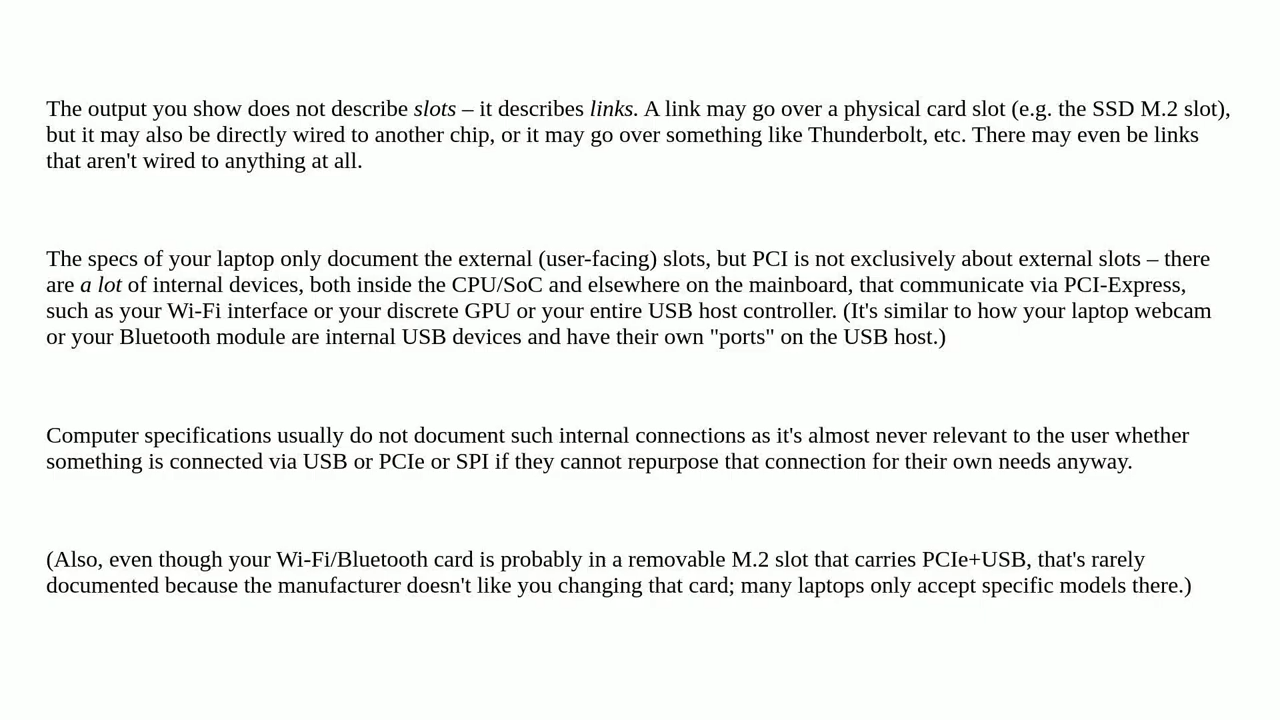 The output you show does not describe slots – it describes links. A link may go over a physical card slot (e.g. the SSD M.2 slot),
but it may also be directly wired to another chip, or it may go over something like Thunderbolt, etc. There may even be links
that aren't wired to anything at all.
The specs of your laptop only document the external (user-facing) slots, but PCI is not exclusively about external slots – there
are a lot of internal devices, both inside the CPU/SoC and elsewhere on the mainboard, that communicate via PCI-Express,
such as your Wi-Fi interface or your discrete GPU or your entire USB host controller. (It's similar to how your laptop webcam
or your Bluetooth module are internal USB devices and have their own "ports" on the USB host.)
Computer specifications usually do not document such internal connections as it's almost never relevant to the user whether
something is connected via USB or PCIe or SPI if they cannot repurpose that connection for their own needs anyway.
(Also, even though your Wi-Fi/Bluetooth card is probably in a removable M.2 slot that carries PCIe+USB, that's rarely
documented because the manufacturer doesn't like you changing that card; many laptops only accept specific models there.)